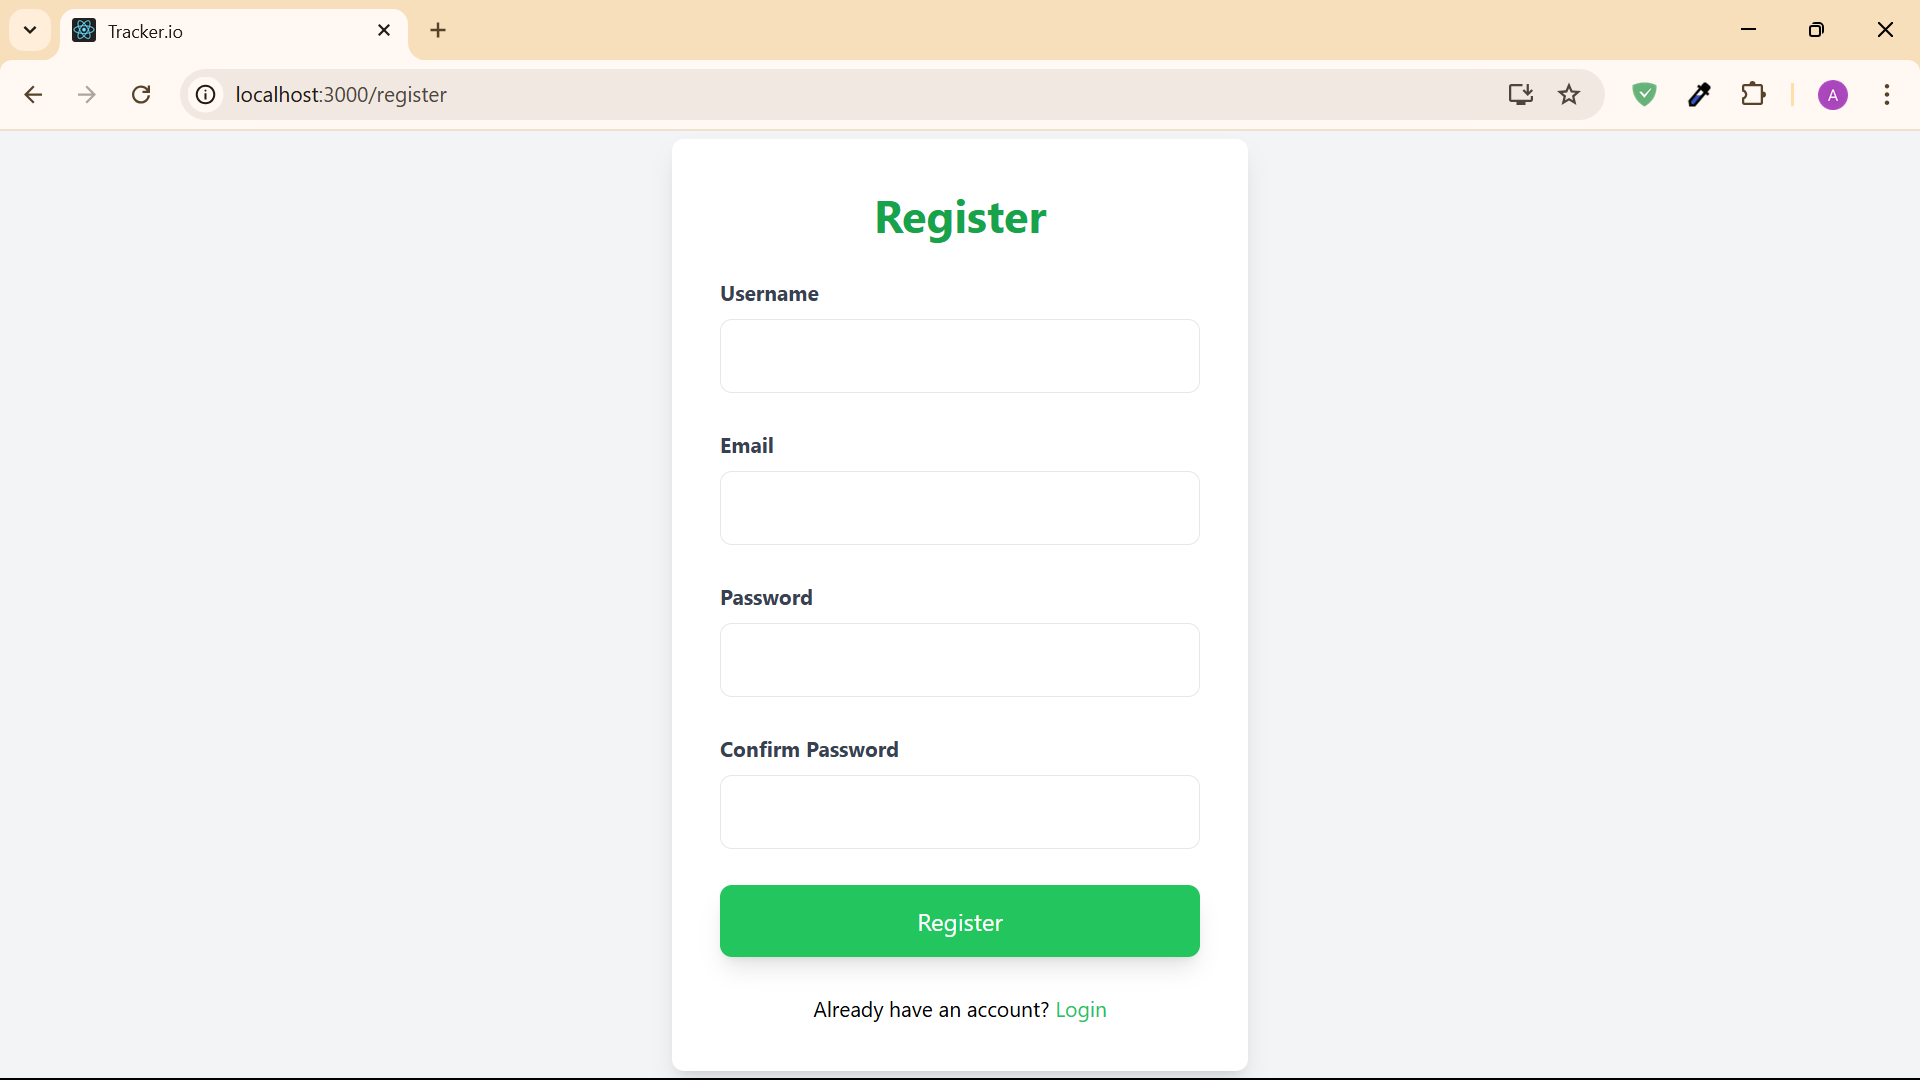 Tracker.io
localhost:3000/register
A
Register
Username
Email
Password
Confirm Password
Register
Already have an account? Login